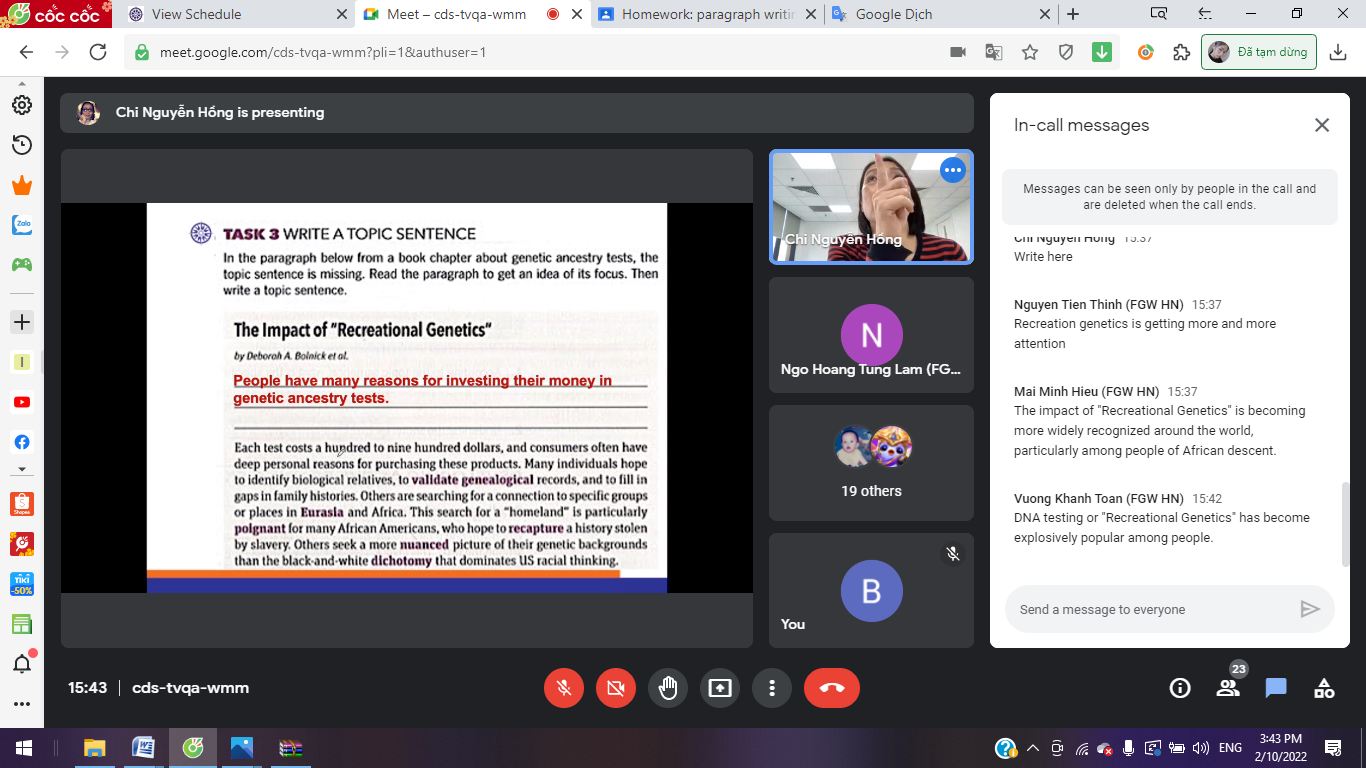 cốc cốc
View Schedule
Meet – cds-tvqa-wmm
Homework: paragraph writin
Google Dịch
meet.google.com/cds-tvqa-wmm?pli=1&authuser=1
Đã tạm dừng
Chi Nguyễn Hồng is presenting
TASK 3 WRITE A TOPIC SENTENCE
In the paragraph below from a book chapter about genetic ancestry tests, the
topic sentence is missing. Read the paragraph to get an idea of its focus. Then
write a topic sentence.
The Impact of "Recreational Genetics"
by Deborah A. Bolnick et al.
People have many reasons for investing their money in
genetic ancestry tests.
Each test costs a hundred to nine hundred dollars, and consumers often have
deep personal reasons for purchasing these products. Many individuals hope
to identify biological relatives, to validate genealogical records, and to fill in
gaps in family histories. Others are searching for a connection to specific groups
or places in Eurasia and Africa. This search for a "homeland" is particularly
poignant for many African Americans, who hope to recapture a history stolen
by slavery. Others seek a more nuanced picture of their genetic backgrounds
than the black-and-white dichotomy that dominates US racial thinking.
Chi Nguyễn Hồng
N
Ngo Hoang Tung Lam (FG...
19 others
B
You
In-call messages
Messages can be seen only by people in the call and
are deleted when the call ends.
Chi Nguyễn Hồng 15:37
Write here
Nguyen Tien Thinh (FGW HN) 15:37
Recreation genetics is getting more and more
attention
Mai Minh Hieu (FGW HN) 15:37
The impact of "Recreational Genetics" is becoming
more widely recognized around the world,
particularly among people of African descent.
Vuong Khanh Toan (FGW HN) 15:42
DNA testing or "Recreational Genetics" has become
explosively popular among people.
Send a message to everyone
15:43 | cds-tvqa-wmm
23
Zalo
Shopee
TIKI
-50%
ENG
3:43 PM
2/10/2022